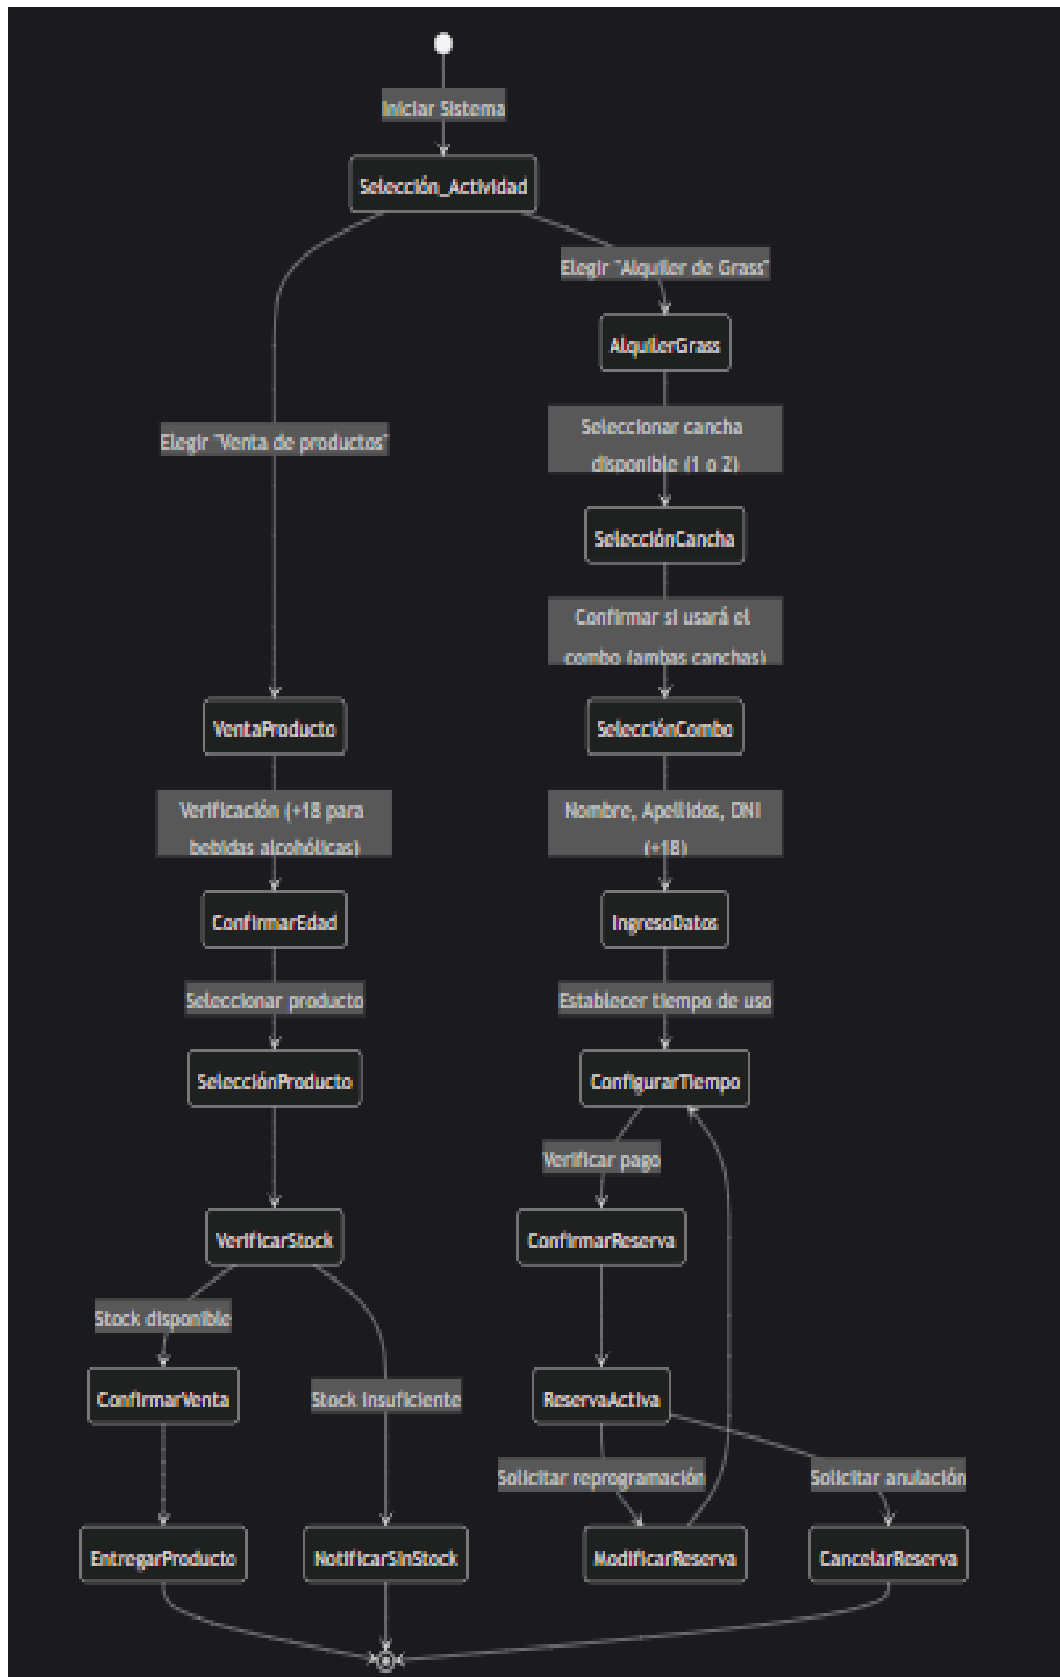 Iniciar Sistema
Selección_Actividad
Elegir "Alquiler de Grass"
AlquilerGrass
Seleccionar cancha
disponible (1 o 2)
Elegir "Venta de productos"
SelecciónCancha
Confirmar si usará el
combo (ambas canchas)
VentaProducto
SelecciónCombo
Verificación (+18 para
bebidas alcohólicas)
Nombre, Apellidos, DNI
(+18)
ConfirmarEdad
IngresoDatos
Seleccionar producto
Establecer tiempo de uso
SelecciónProducto
ConfigurarTiempo
Verificar pago
VerificarStock
ConfirmarReserva
Stock disponible
ConfirmarVenta
Stock insuficiente
ReservaActiva
Solicitar reprogramación
Solicitar anulación
EntregarProducto
NotificarSinStock
ModificarReserva
CancelarReserva